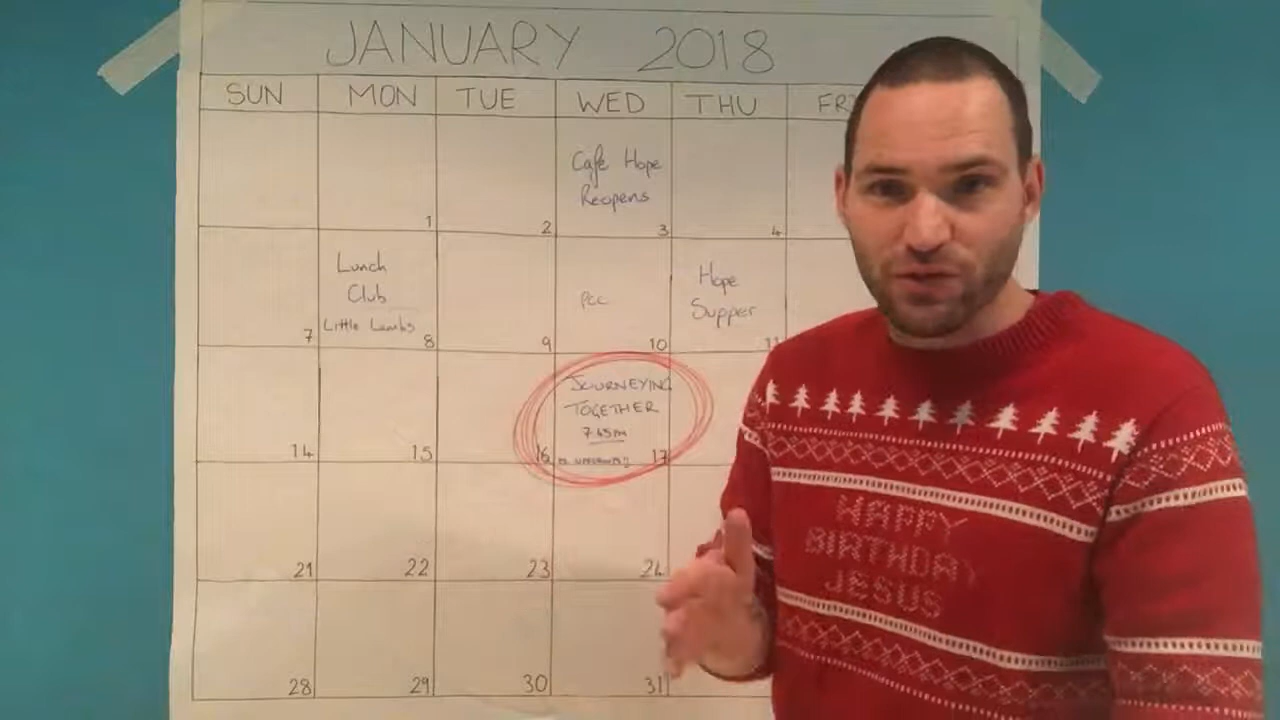 JANUARY 2018
SUN MON TUE WED THU FR
Cafe Hope
Reopens
1 2 3 4
Lunch
Club
Little Lambs
Pcc
Hope
Supper
7 8 9 10 11
JOURNEYING
TOGETHER
7.45pm
14 15 16 17
21 22 23 24
28 29 30 31
HAPPY
BIRTHDAY
JESUS